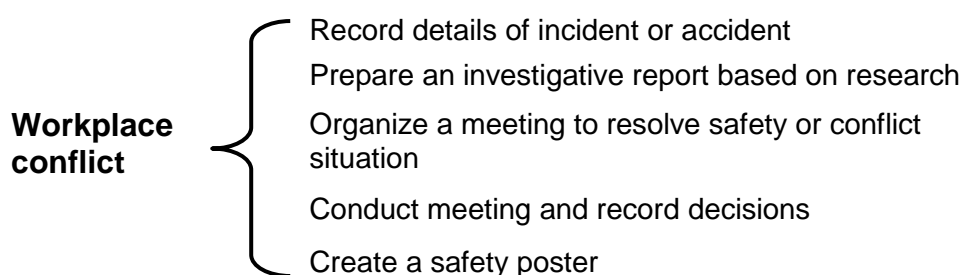 Workplace
conflict
Record details of incident or accident
Prepare an investigative report based on research
Organize a meeting to resolve safety or conflict
situation
Conduct meeting and record decisions
Create a safety poster